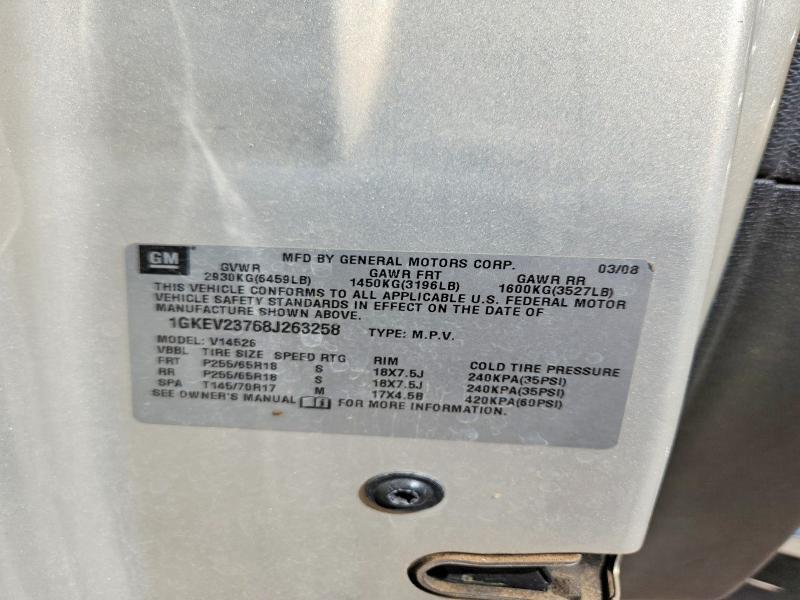 GM MFD BY GENERAL MOTORS CORP. 03/08
GVWR GAWR FRT GAWR RR
2930KG(6459LB) 1450KG(3196LB) 1600KG(3527LB)
THIS VEHICLE CONFORMS TO ALL APPLICABLE U.S. FEDERAL MOTOR
VEHICLE SAFETY STANDARDS IN EFFECT ON THE DATE OF
MANUFACTURE SHOWN ABOVE.
1GKEV23768J263258 TYPE: M.P.V.
MODEL: V14526
VBBL TIRE SIZE SPEED RTG RIM COLD TIRE PRESSURE
FRT P255/65R18 S 18X7.5J 240KPA(35PSI)
RR P255/65R18 S 18X7.5J 240KPA(35PSI)
SPA T145/70R17 M 17X4.5B 420KPA(60PSI)
SEE OWNER'S MANUAL FOR MORE INFORMATION.